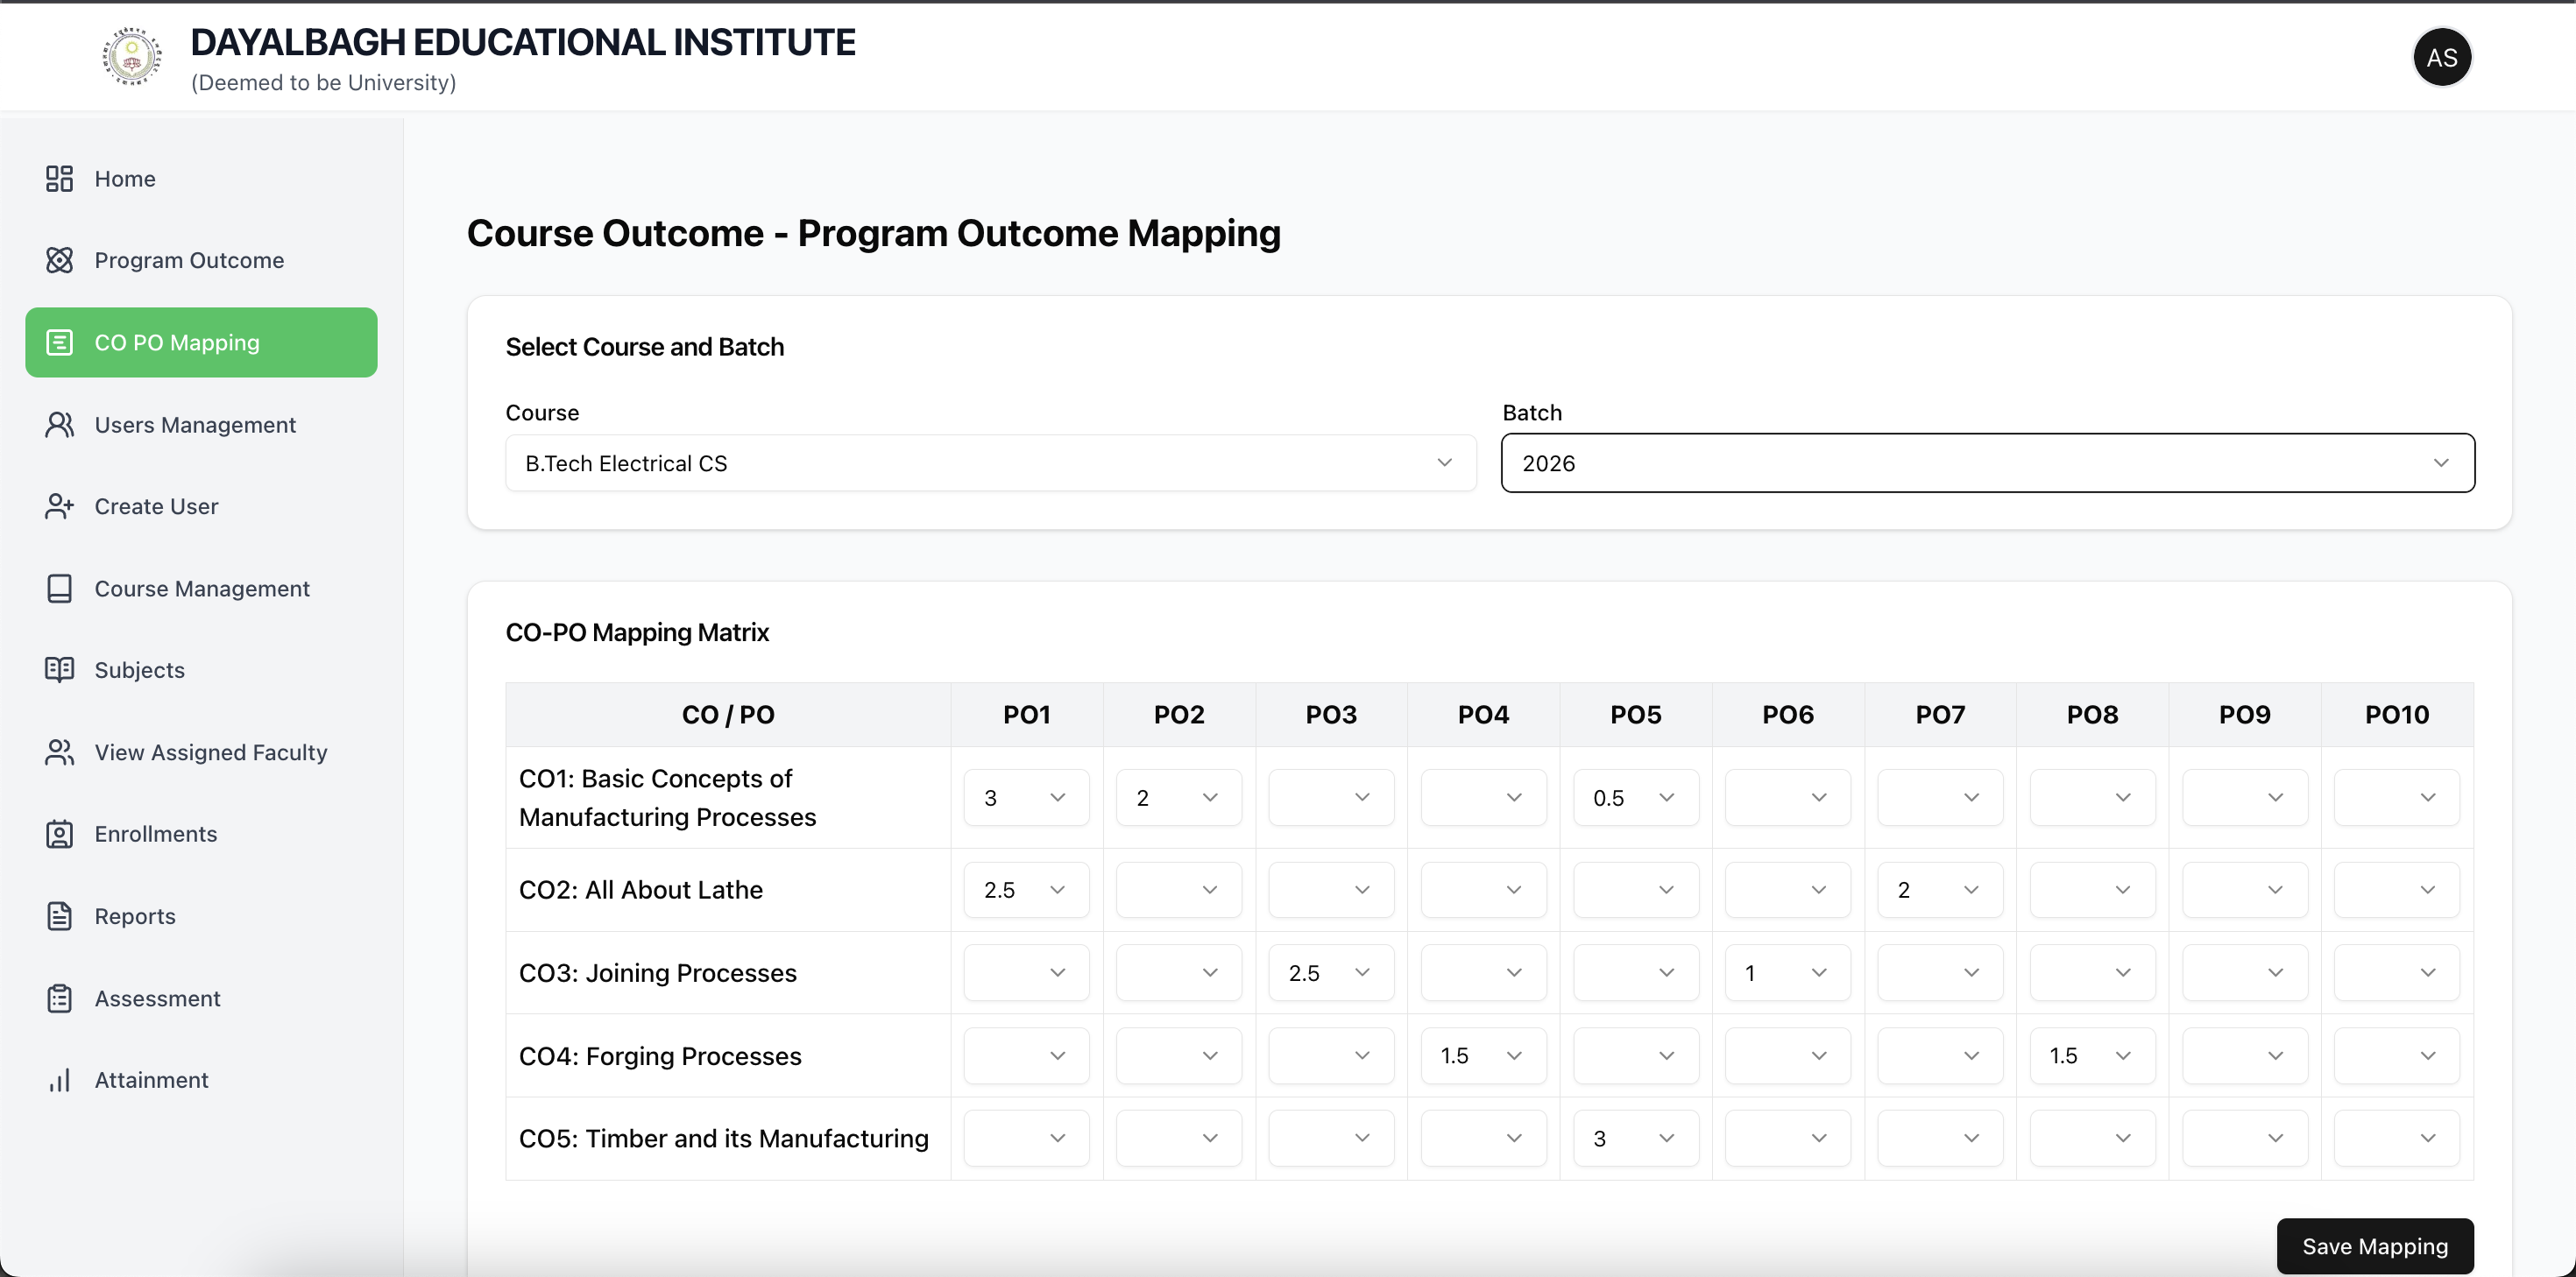 DAYALBAGH EDUCATIONAL INSTITUTE
(Deemed to be University)
AS
Home
Program Outcome
CO PO Mapping
Users Management
Create User
Course Management
Subjects
View Assigned Faculty
Enrollments
Reports
Assessment
Attainment
Course Outcome - Program Outcome Mapping
Select Course and Batch
Course
Batch
B.Tech Electrical CS
2026
CO-PO Mapping Matrix
CO / PO PO1 PO2 PO3 PO4 PO5 PO6 PO7 PO8 PO9 PO10
CO1: Basic Concepts of
Manufacturing Processes
3 2 0.5
CO2: All About Lathe 2.5 2
CO3: Joining Processes 2.5 1
CO4: Forging Processes 1.5 1.5
CO5: Timber and its Manufacturing 3
Save Mapping